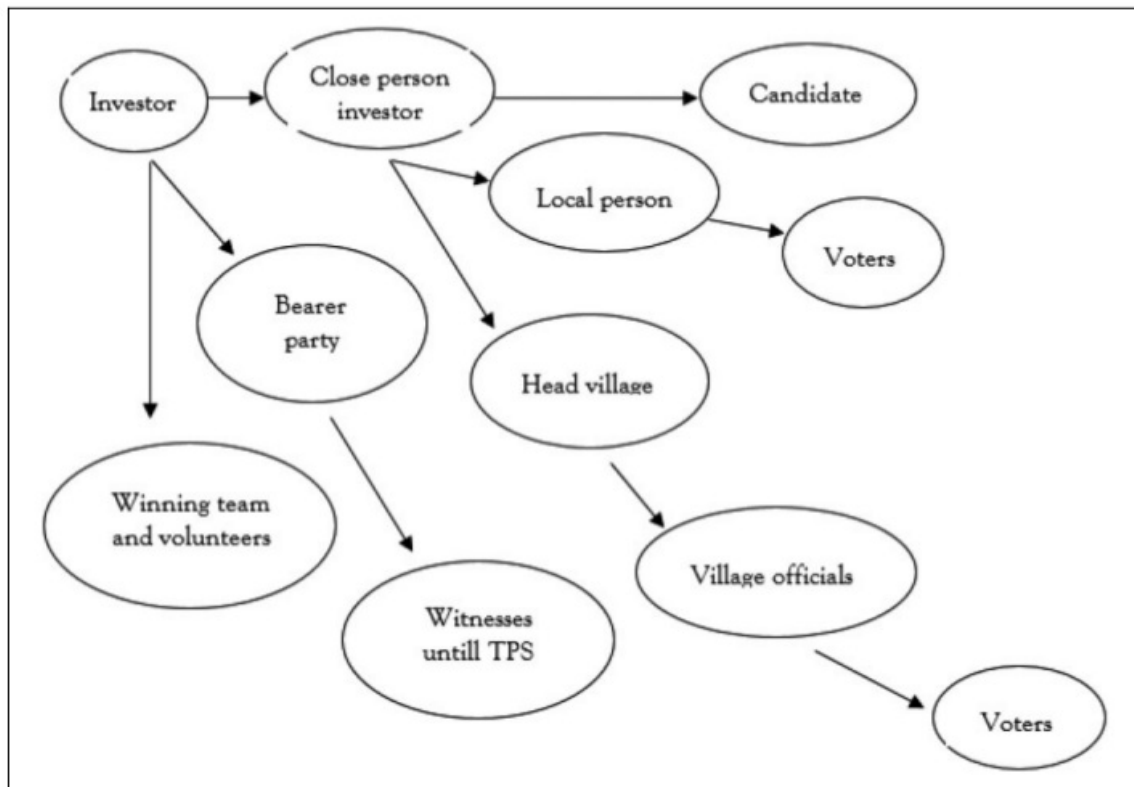 Investor
Close person
investor
Candidate
Local person
Voters
Bearer
party
Head village
Winning team
and volunteers
Village officials
Witnesses
untill TPS
Voters